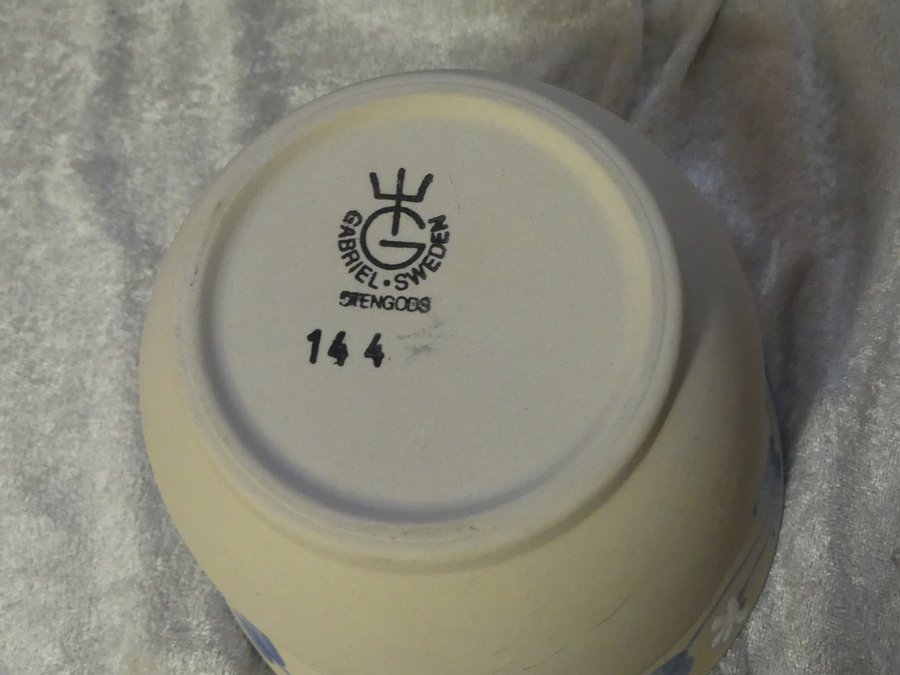 G
GABRIEL · SWEDEN
STENGODS
144